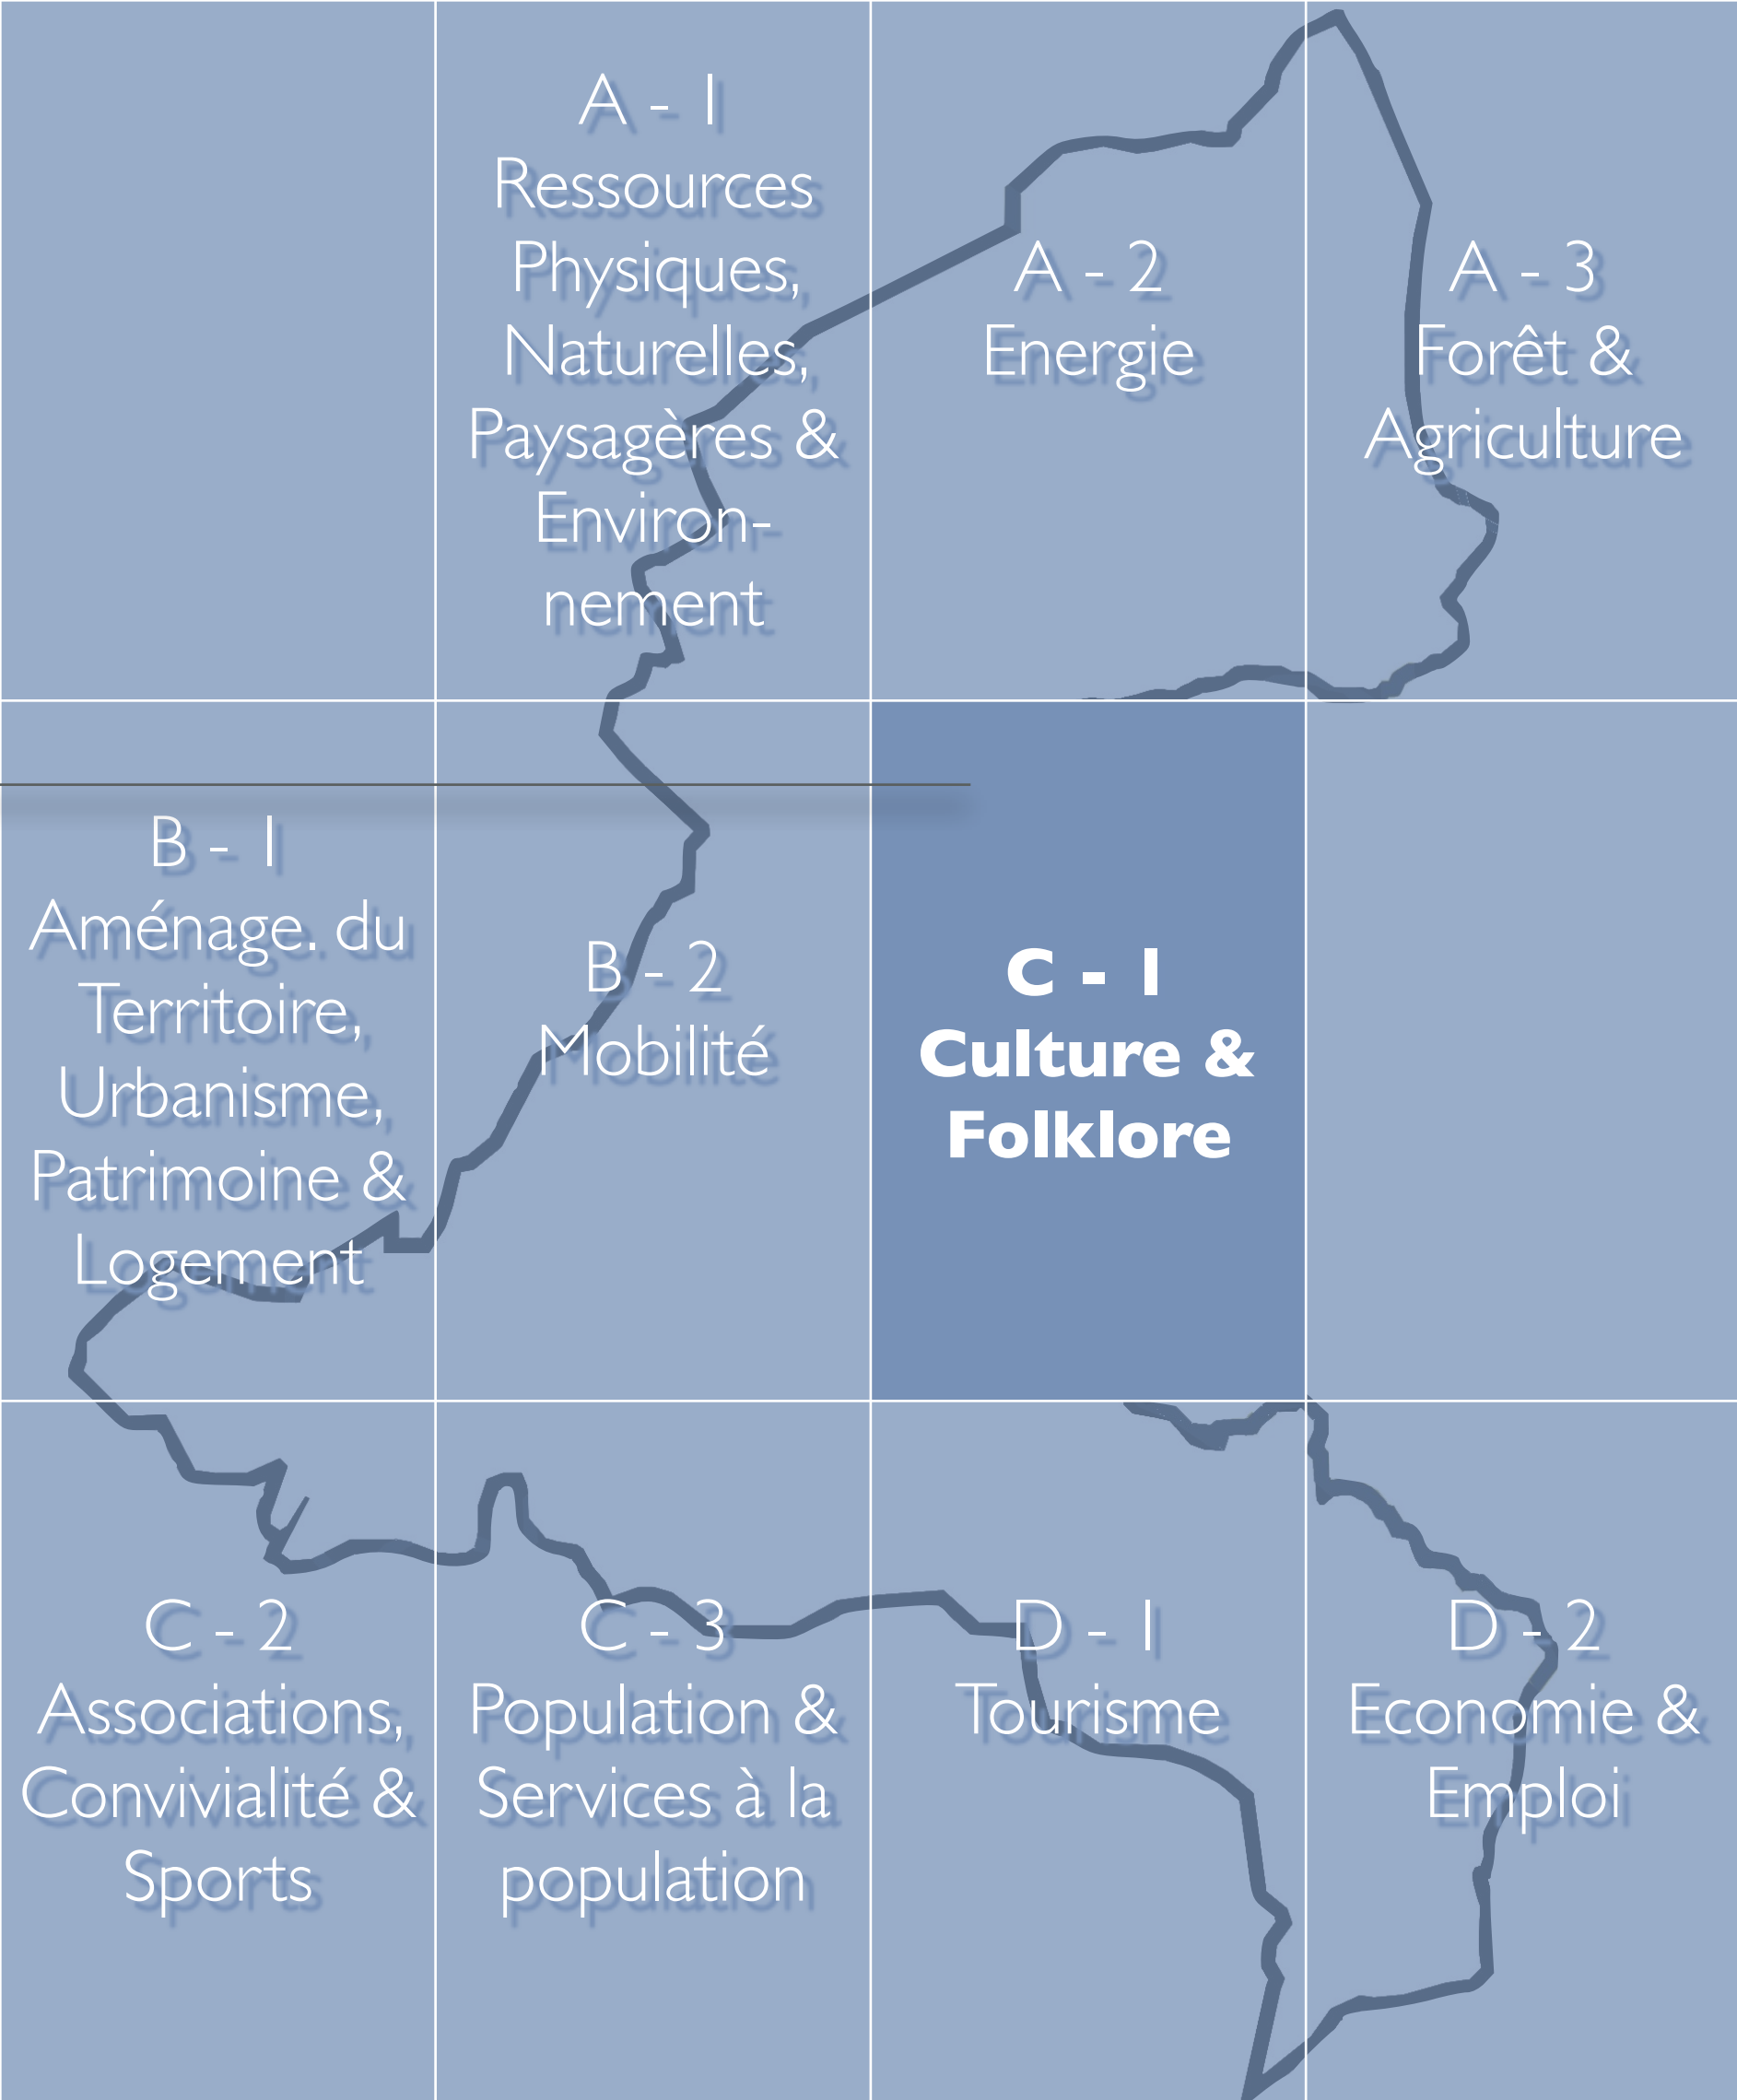 A - 1
Ressources
Physiques,
Naturelles,
Paysagères &
Environ-
nement
A - 2
Energie
A - 3
Forêt &
Agriculture
B - 1
Aménage. du
Territoire,
Urbanisme,
Patrimoine &
Logement
B - 2
Mobilité
C - 1
Culture &
Folklore
C - 2
Associations,
Convivialité &
Sports
C - 3
Population &
Services à la
population
D - 1
Tourisme
D - 2
Economie &
Emploi